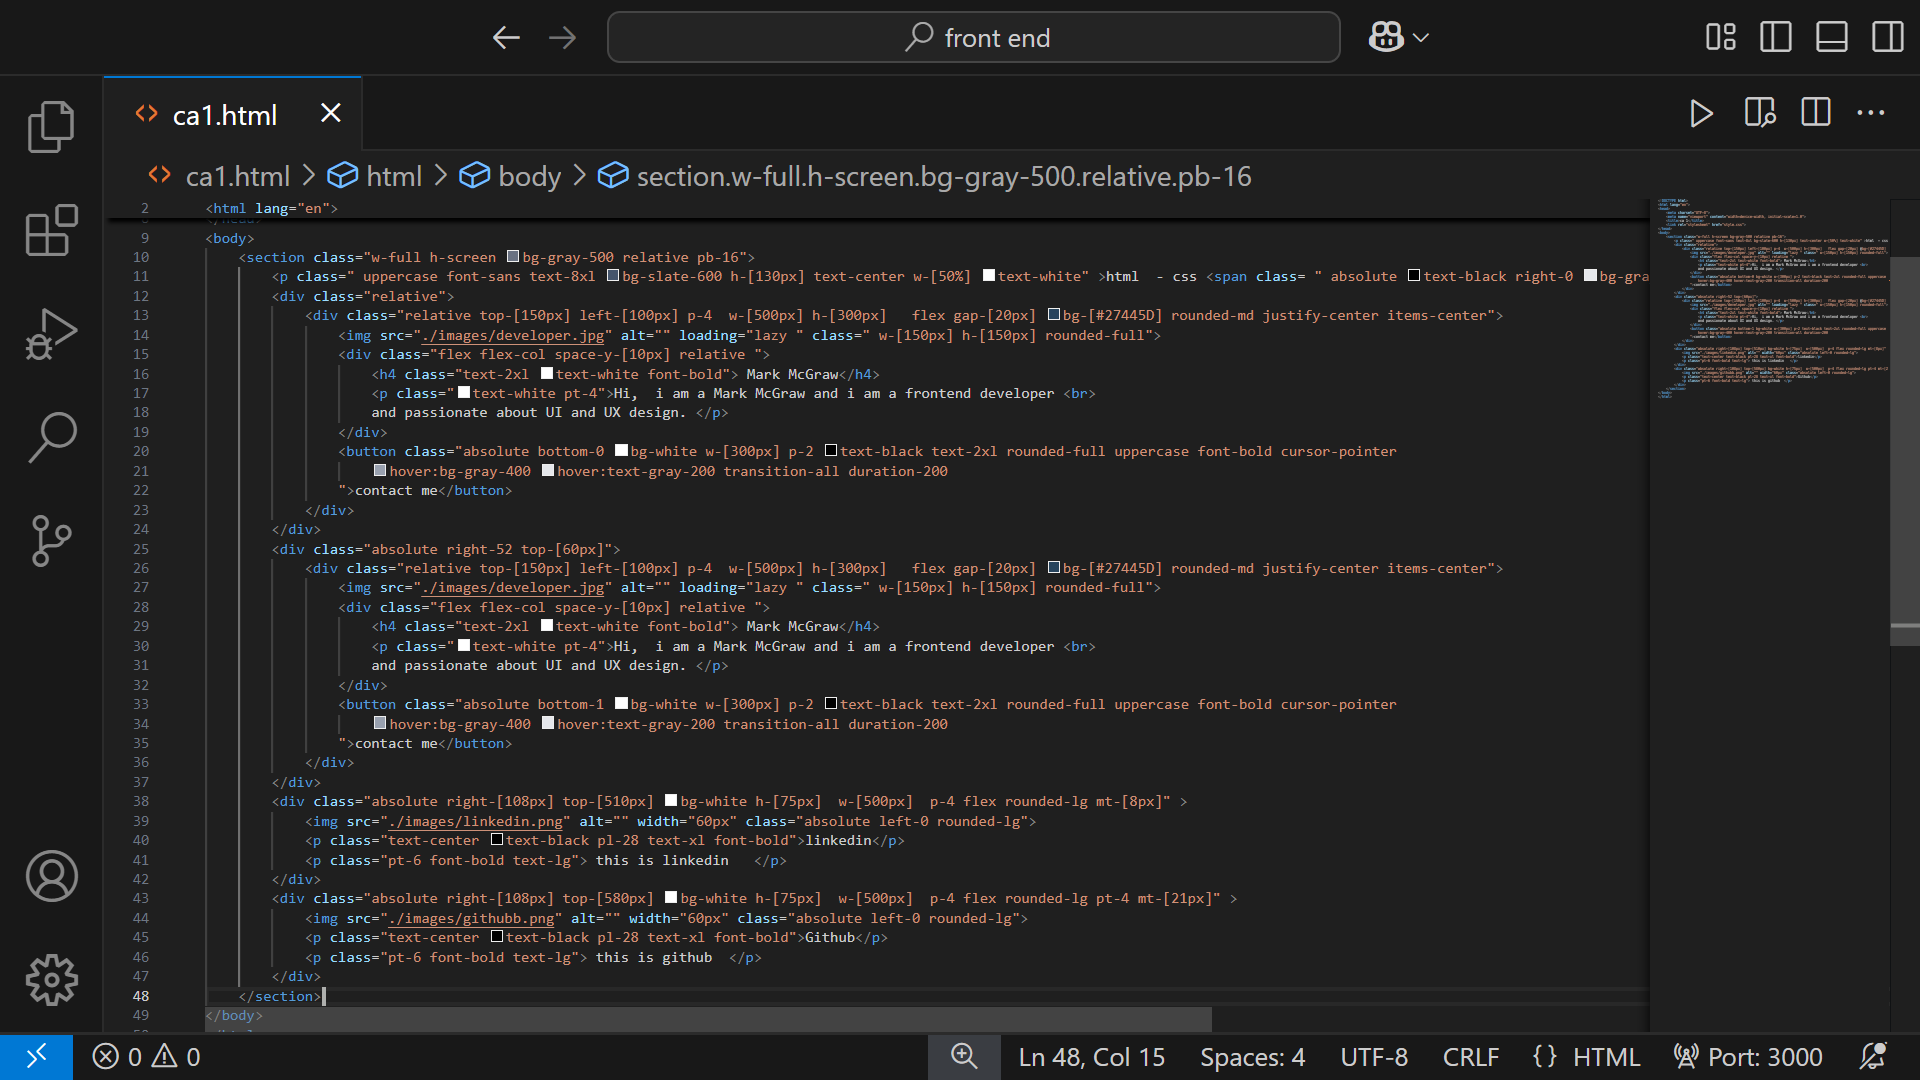 front end
ca1.html
ca1.html > html > body > section.w-full.h-screen.bg-gray-500.relative.pb-16
2 <html lang="en">
9 <body>
10 <section class="w-full h-screen bg-gray-500 relative pb-16">
11 <p class=" uppercase font-sans text-8xl bg-slate-600 h-[130px] text-center w-[50%] text-white" >html  - css <span class= " absolute text-black right-0 bg-gra
12 <div class="relative">
13 <div class="relative top-[150px] left-[100px] p-4  w-[500px] h-[300px]   flex gap-[20px] bg-[#27445D] rounded-md justify-center items-center">
14 <img src="./images/developer.jpg" alt="" loading="lazy " class=" w-[150px] h-[150px] rounded-full">
15 <div class="flex flex-col space-y-[10px] relative ">
16 <h4 class="text-2xl text-white font-bold"> Mark McGraw</h4>
17 <p class=" text-white pt-4">Hi,  i am a Mark McGraw and i am a frontend developer <br>
18 and passionate about UI and UX design. </p>
19 </div>
20 <button class="absolute bottom-0 bg-white w-[300px] p-2 text-black text-2xl rounded-full uppercase font-bold cursor-pointer
21 hover:bg-gray-400 hover:text-gray-200 transition-all duration-200
22 ">contact me</button>
23 </div>
24 </div>
25 <div class="absolute right-52 top-[60px]">
26 <div class="relative top-[150px] left-[100px] p-4  w-[500px] h-[300px]   flex gap-[20px] bg-[#27445D] rounded-md justify-center items-center">
27 <img src="./images/developer.jpg" alt="" loading="lazy " class=" w-[150px] h-[150px] rounded-full">
28 <div class="flex flex-col space-y-[10px] relative ">
29 <h4 class="text-2xl text-white font-bold"> Mark McGraw</h4>
30 <p class=" text-white pt-4">Hi,  i am a Mark McGraw and i am a frontend developer <br>
31 and passionate about UI and UX design. </p>
32 </div>
33 <button class="absolute bottom-1 bg-white w-[300px] p-2 text-black text-2xl rounded-full uppercase font-bold cursor-pointer
34 hover:bg-gray-400 hover:text-gray-200 transition-all duration-200
35 ">contact me</button>
36 </div>
37 </div>
38 <div class="absolute right-[108px] top-[510px] bg-white h-[75px]  w-[500px]  p-4 flex rounded-lg mt-[8px]" >
39 <img src="./images/linkedin.png" alt="" width="60px" class="absolute left-0 rounded-lg">
40 <p class="text-center text-black pl-28 text-xl font-bold">linkedin</p>
41 <p class="pt-6 font-bold text-lg"> this is linkedin   </p>
42 </div>
43 <div class="absolute right-[108px] top-[580px] bg-white h-[75px]  w-[500px]  p-4 flex rounded-lg pt-4 mt-[21px]" >
44 <img src="./images/githubb.png" alt="" width="60px" class="absolute left-0 rounded-lg">
45 <p class="text-center text-black pl-28 text-xl font-bold">Github</p>
46 <p class="pt-6 font-bold text-lg"> this is github  </p>
47 </div>
48 </section>
49 </body>
0 0 Ln 48, Col 15 Spaces: 4 UTF-8 CRLF {} HTML Port: 3000